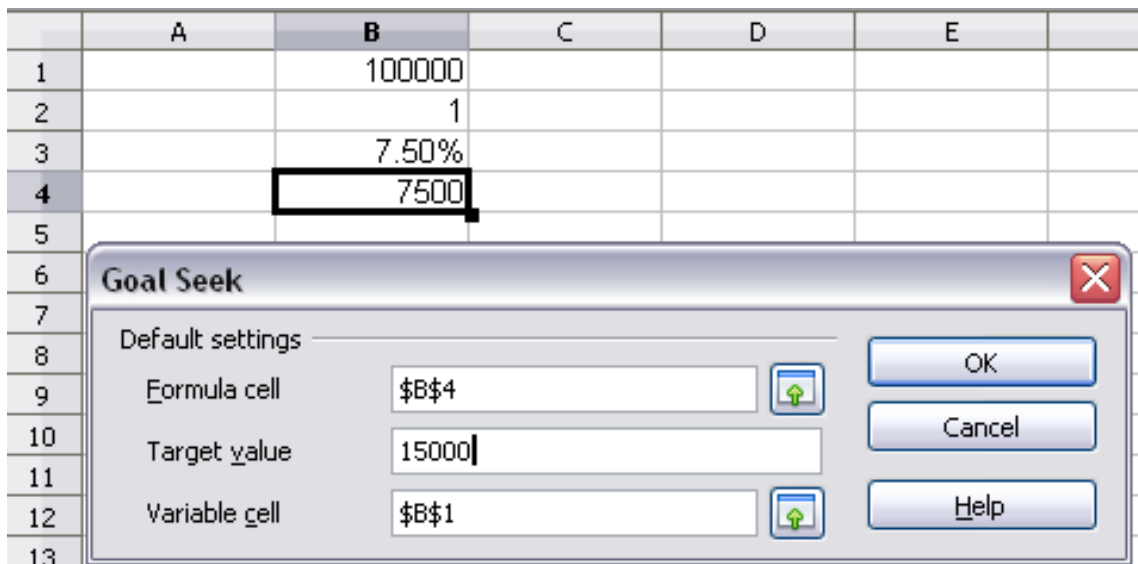 A B C D E
1 100000
2 1
3 7.50%
4 7500
5
6
7
8
9
10
11
12
13
Goal Seek
Default settings
Formula cell $B$4
Target value 15000
Variable cell $B$1
OK
Cancel
Help